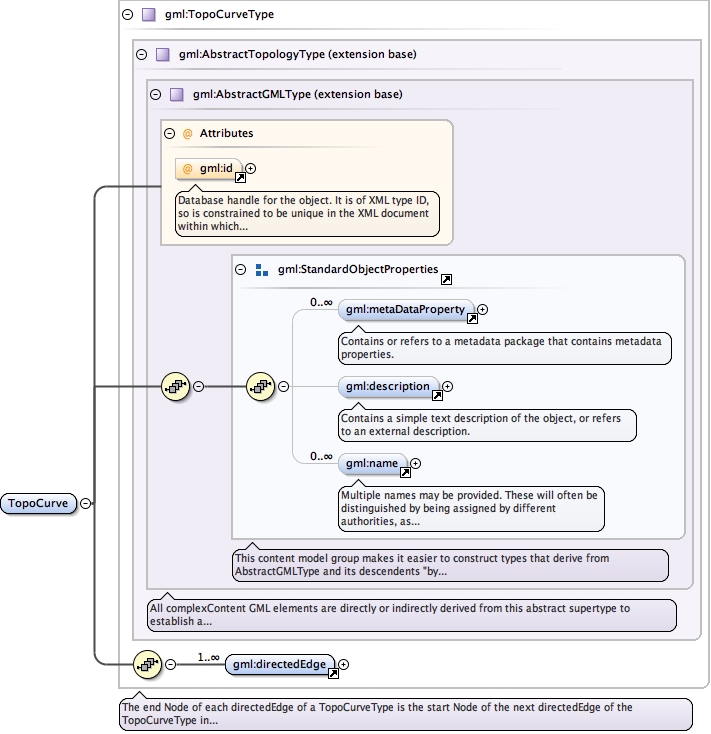 gml:TopoCurveType
gml:AbstractTopologyType (extension base)
gml:AbstractGMLType (extension base)
@ Attributes
@ gml:id
Database handle for the object. It is of XML type ID,
so is constrained to be unique in the XML document
within which...
gml:StandardObjectProperties
0..∞
gml:metaDataProperty
Contains or refers to a metadata package that contains metadata
properties.
gml:description
Contains a simple text description of the object, or refers
to an external description.
0..∞
gml:name
Multiple names may be provided. These will often be
distinguished by being assigned by different
authorities, as...
TopoCurve
This content model group makes it easier to construct types that derive from
AbstractGMLType and its descendents "by...
All complexContent GML elements are directly or indirectly derived from this abstract supertype to
establish a...
1..∞
gml:directedEdge
The end Node of each directedEdge of a TopoCurveType is the start Node of the next directedEdge of the
TopoCurveType in...